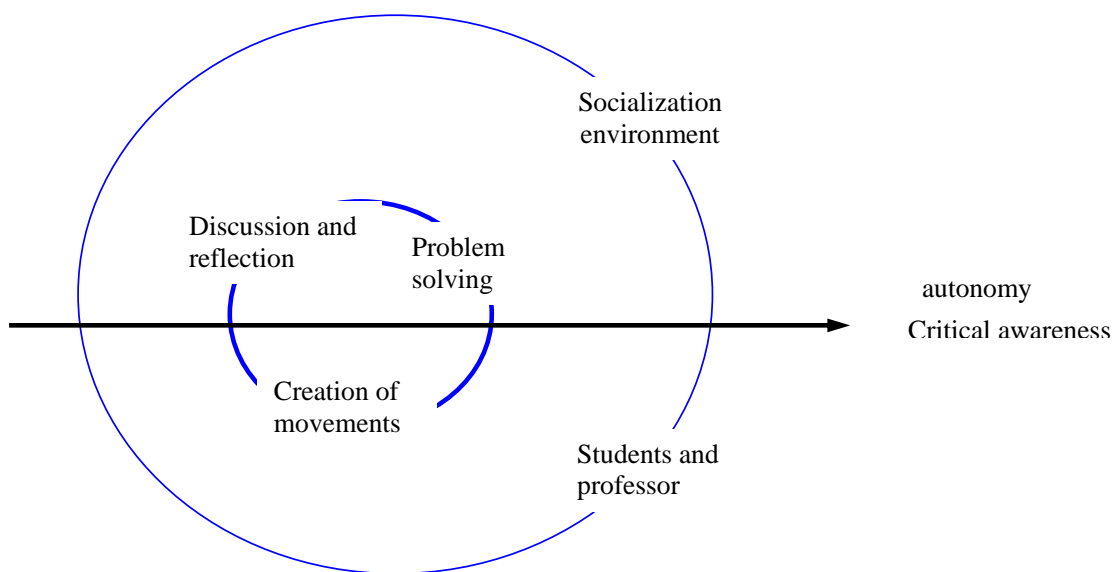 Socialization
environment
Discussion and
reflection
Problem
solving
autonomy
Critical awareness
Creation of
movements
Students and
professor